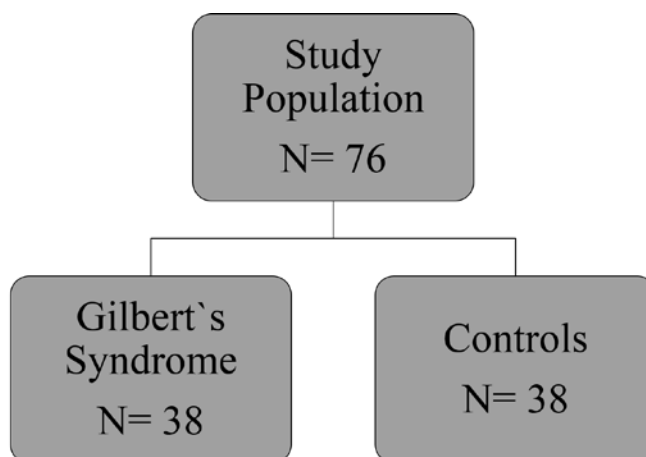 Study
Population
N= 76
Gilbert`s
Syndrome
N= 38
Controls
N= 38